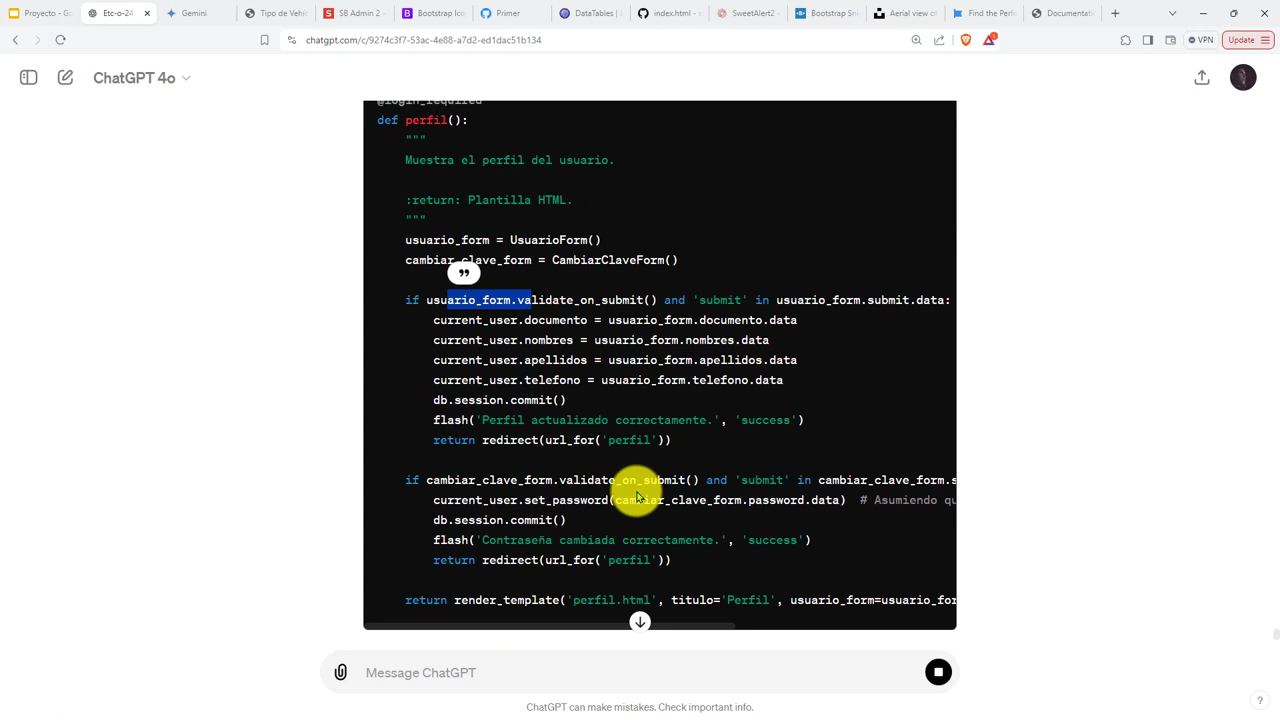 Proyecto - Ga
Etc-o-24
Gemini
Tipo de Vehíc
SB Admin 2 -
Bootstrap Ico
Primer
DataTables | J
index.html - s
SweetAlert2 -
Bootstrap Sni
Aerial view of
Find the Perfe
Documentati
chatgpt.com/c/9274c3f7-53ac-4e88-a7d2-ed1dac51b134
VPN
Update
ChatGPT 4o
@login_required
def perfil():
"""
Muestra el perfil del usuario.
:return: Plantilla HTML.
"""
usuario_form = UsuarioForm()
cambiar_clave_form = CambiarClaveForm()
if usuario_form.validate_on_submit() and 'submit' in usuario_form.submit.data:
current_user.documento = usuario_form.documento.data
current_user.nombres = usuario_form.nombres.data
current_user.apellidos = usuario_form.apellidos.data
current_user.telefono = usuario_form.telefono.data
db.session.commit()
flash('Perfil actualizado correctamente.', 'success')
return redirect(url_for('perfil'))
if cambiar_clave_form.validate_on_submit() and 'submit' in cambiar_clave_form.s
current_user.set_password(cambiar_clave_form.password.data) # Asumiendo qu
db.session.commit()
flash('Contraseña cambiada correctamente.', 'success')
return redirect(url_for('perfil'))
return render_template('perfil.html', titulo='Perfil', usuario_form=usuario_for
Message ChatGPT
ChatGPT can make mistakes. Check important info.
?